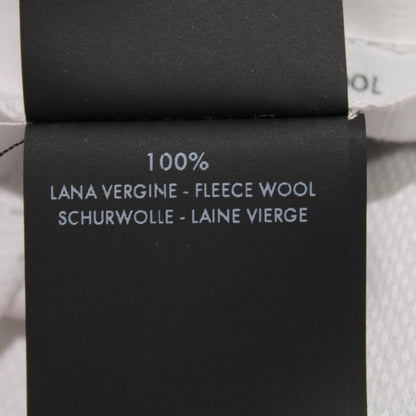 100%
LANA VERGINE - FLEECE WOOL
SCHURWOLLE - LAINE VIERGE